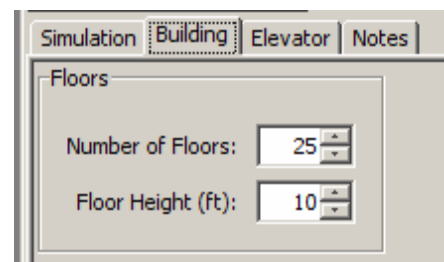 Simulation Building Elevator Notes
Floors
Number of Floors: 25
Floor Height (ft): 10